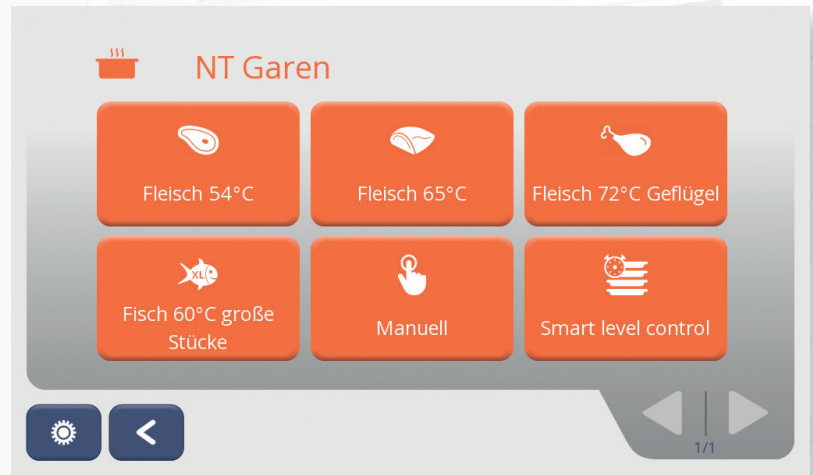 NT Garen
Fleisch 54°C
Fleisch 65°C
Fleisch 72°C Geflügel
XL
Fisch 60°C große
Stücke
Manuell
Smart level control
1/1